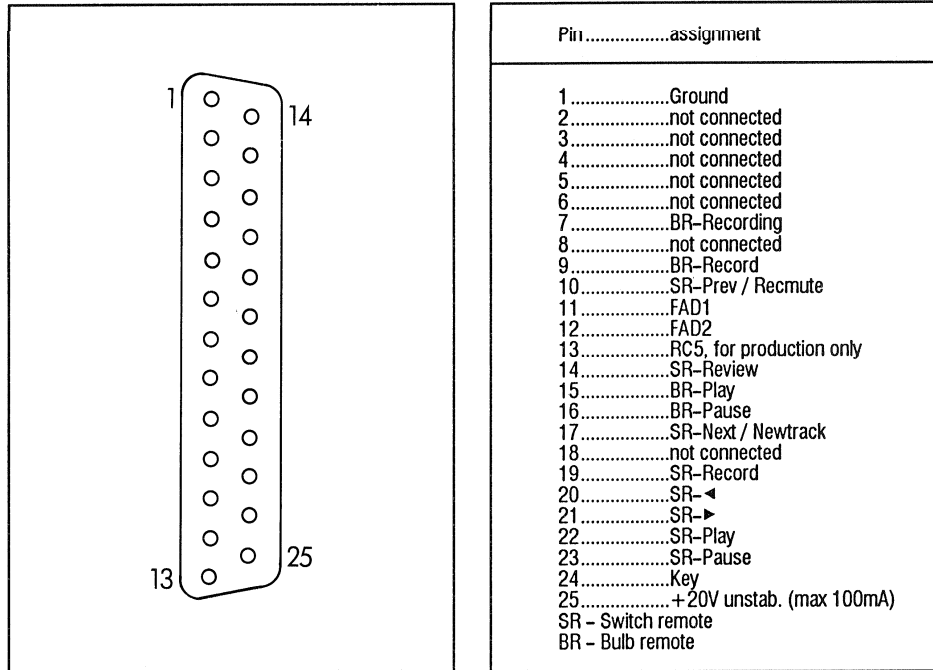 1
14
13
25
Pin.................assignment
1....................Ground
2....................not connected
3....................not connected
4....................not connected
5....................not connected
6....................not connected
7....................BR–Recording
8....................not connected
9....................BR–Record
10..................SR–Prev / Recmute
11..................FAD1
12..................FAD2
13..................RC5, for production only
14..................SR–Review
15..................BR–Play
16..................BR–Pause
17..................SR–Next / Newtrack
18..................not connected
19..................SR–Record
20..................SR–◄
21..................SR–►
22..................SR–Play
23..................SR–Pause
24..................Key
25..................+20V unstab. (max 100mA)
SR – Switch remote
BR – Bulb remote